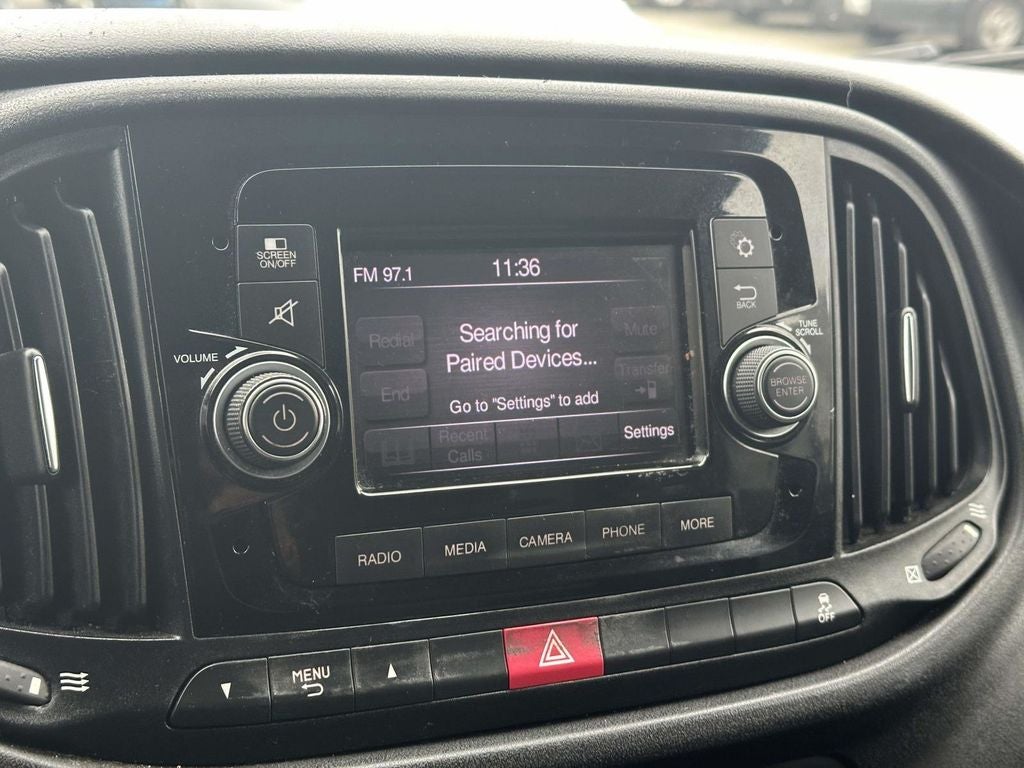 SCREEN
ON/OFF
FM 97.1
11:36
BACK
VOLUME
TUNE
SCROLL
Redial
Searching for
Paired Devices...
Mute
Transfer
BROWSE
ENTER
End
Go to "Settings" to add
Recent
Calls
Settings
RADIO
MEDIA
CAMERA
PHONE
MORE
MENU
OFF